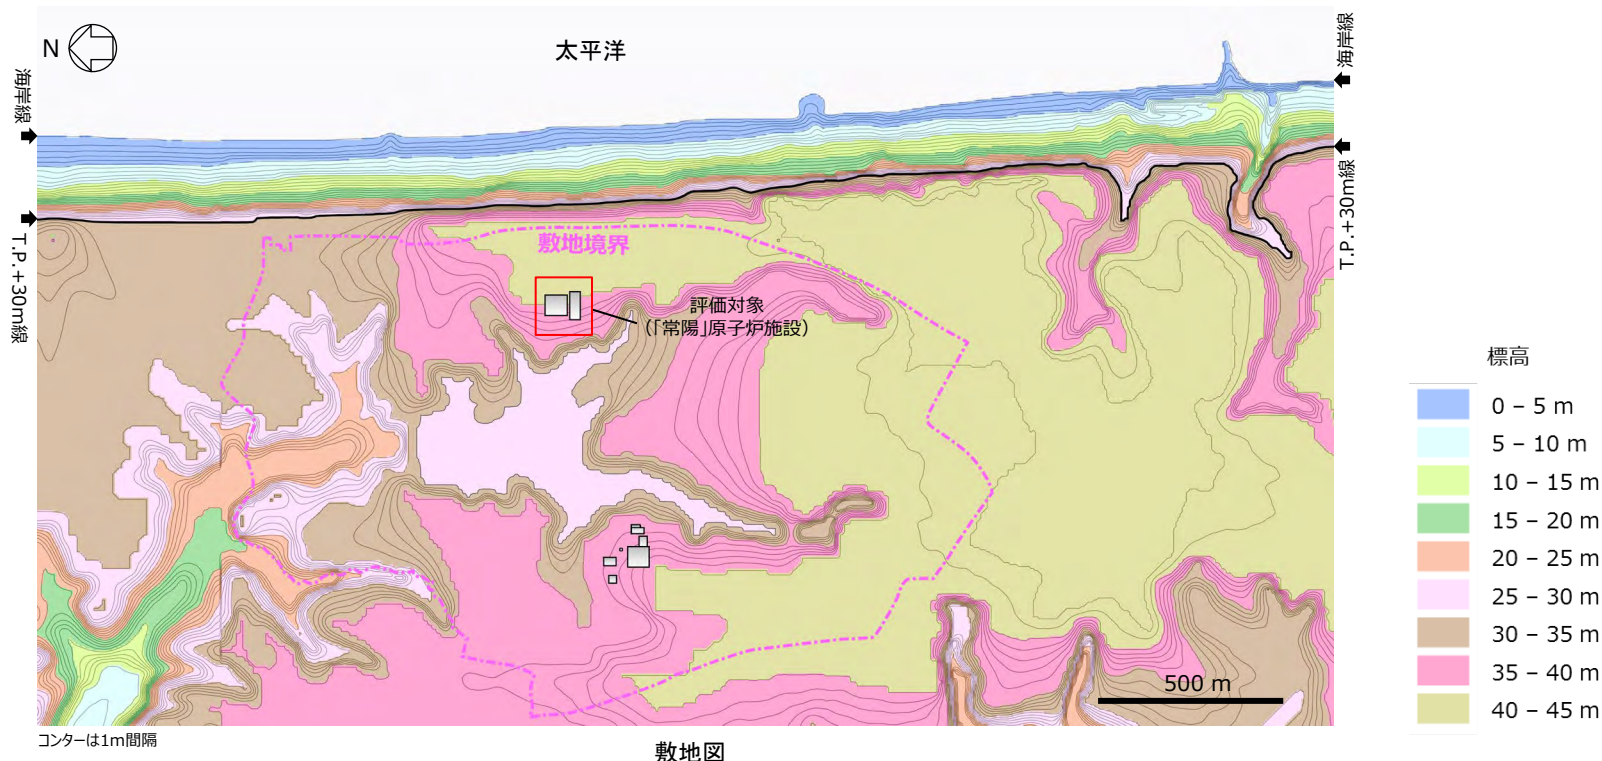 N
太平洋
海岸線
海岸線
T.P.+30m線
T.P.+30m線
敷地境界
評価対象
(「常陽」原子炉施設)
標高
0 – 5 m
5 – 10 m
10 – 15 m
15 – 20 m
20 – 25 m
25 – 30 m
30 – 35 m
35 – 40 m
40 – 45 m
500 m
コンターは1m間隔
敷地図